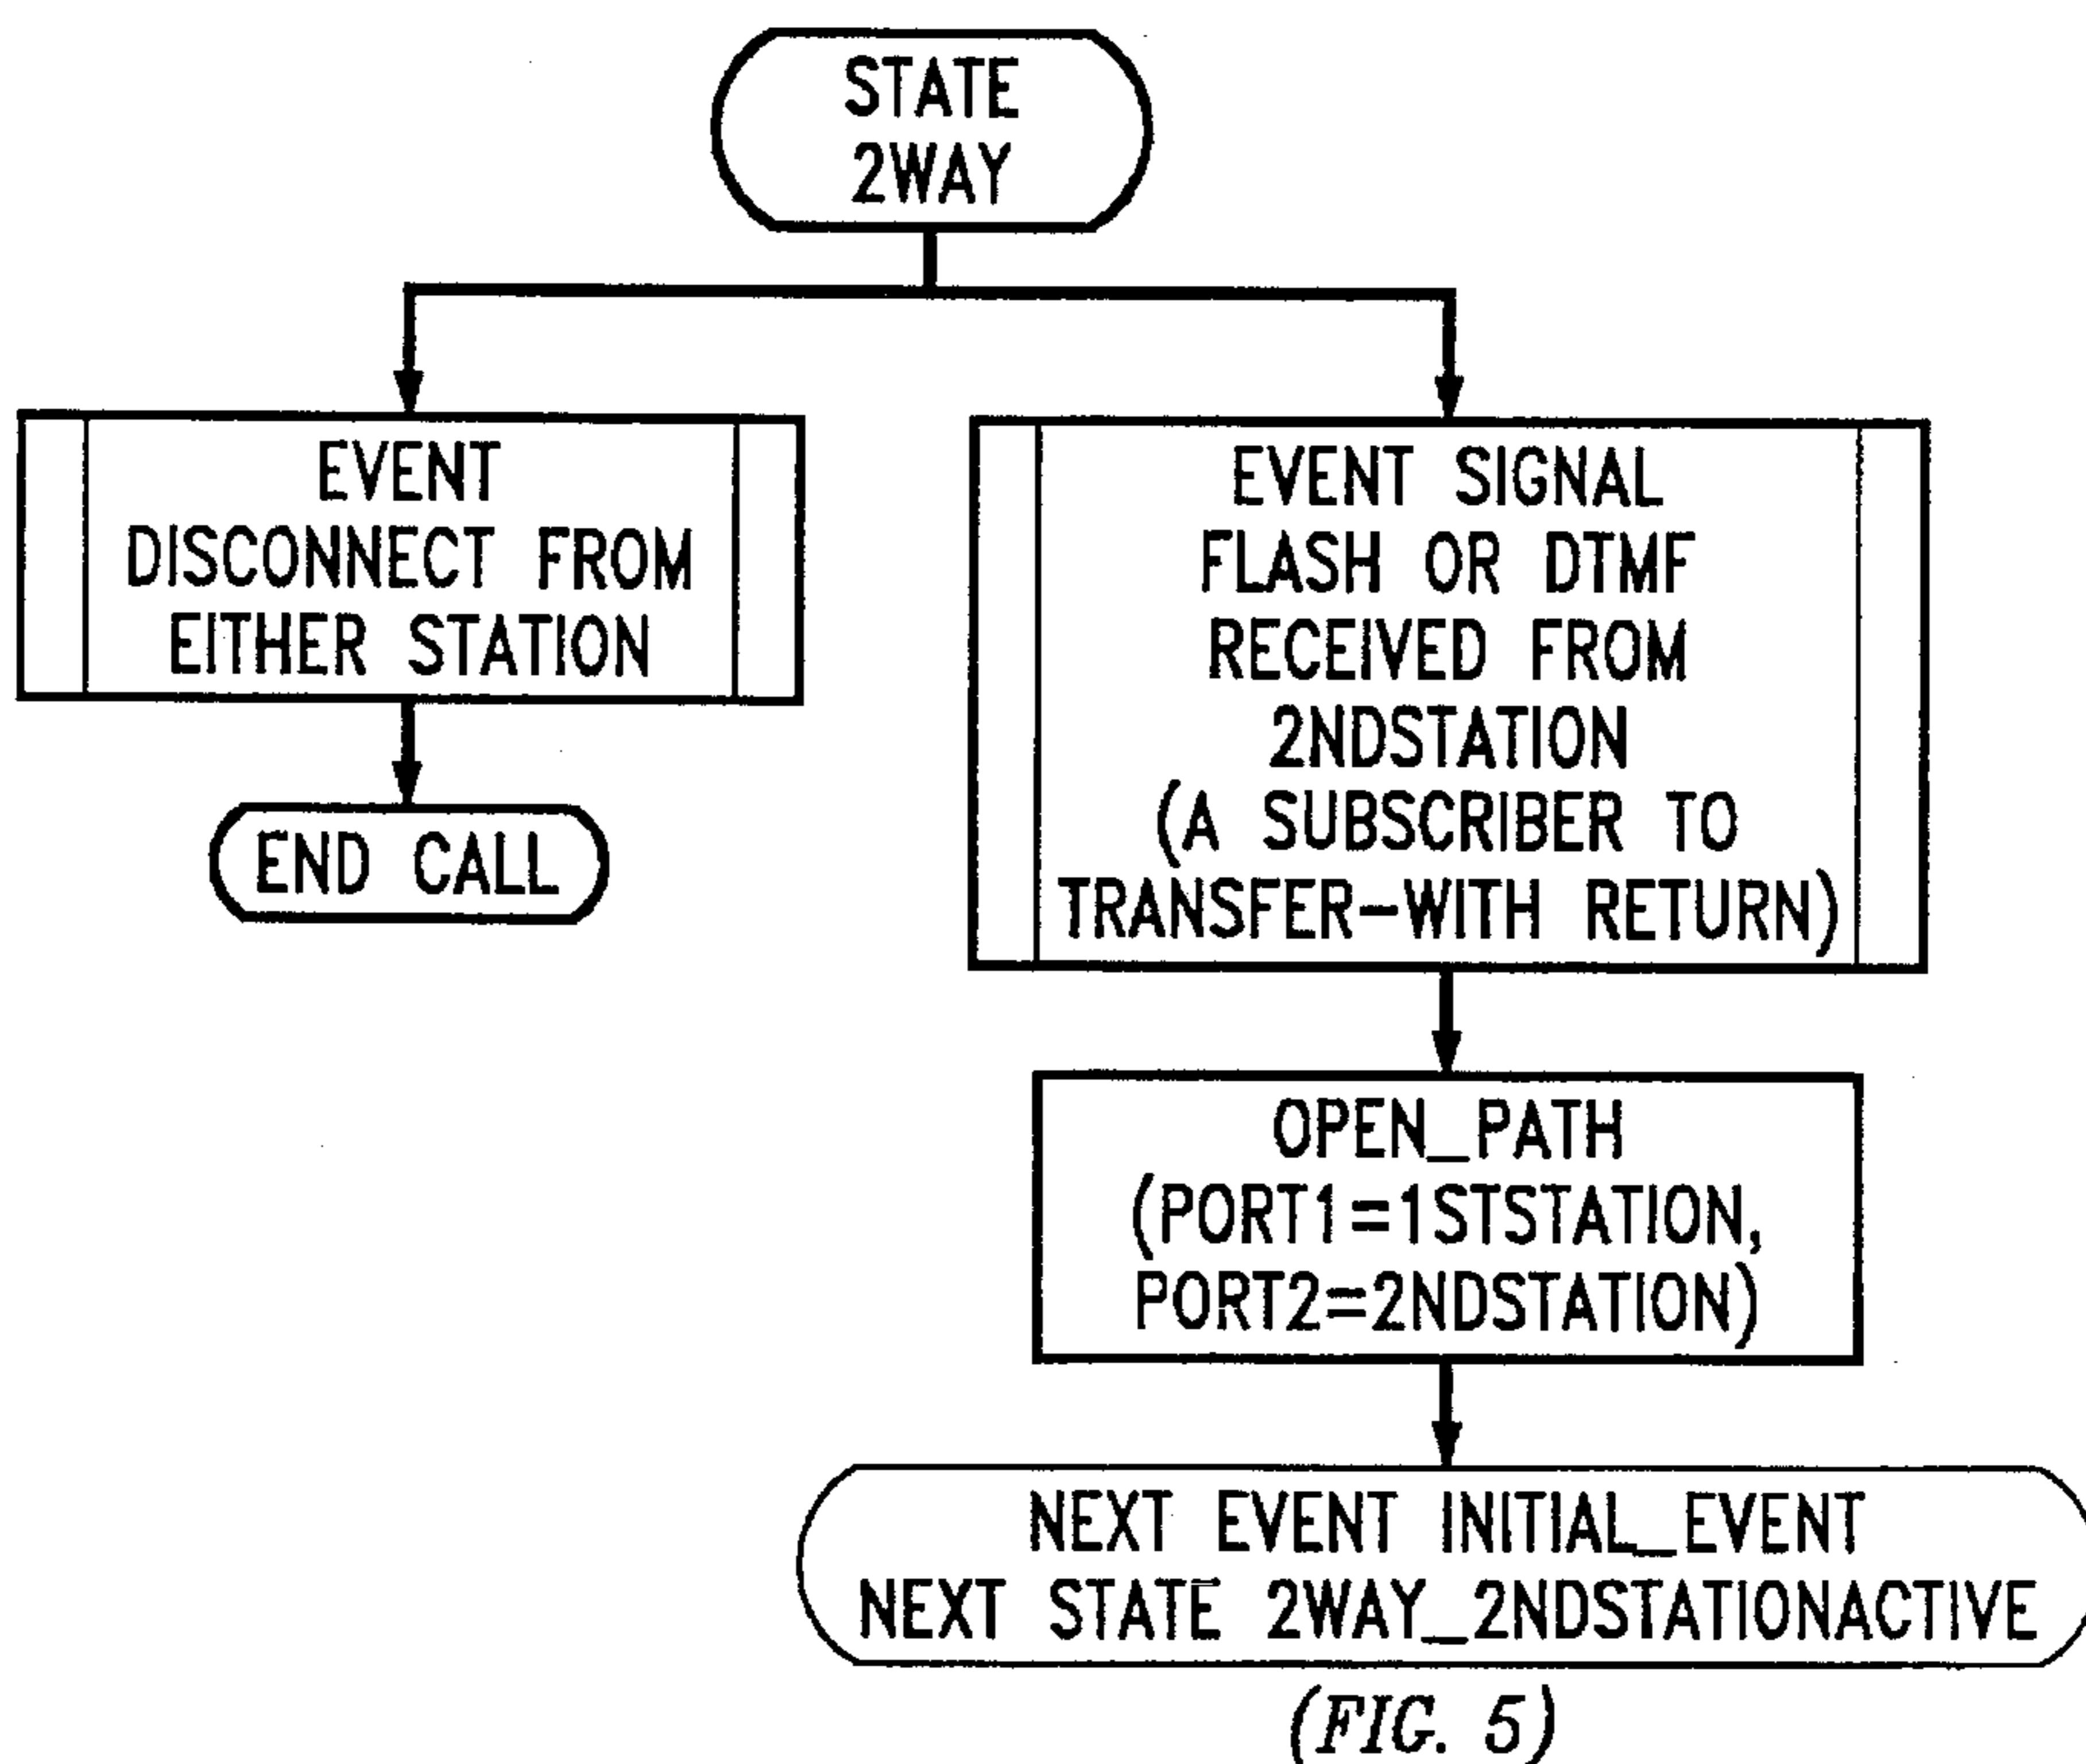 STATE
2WAY
EVENT
DISCONNECT FROM
EITHER STATION
END CALL
EVENT SIGNAL
FLASH OR DTMF
RECEIVED FROM
2NDSTATION
(A SUBSCRIBER TO
TRANSFER-WITH RETURN)
OPEN_PATH
(PORT1=1STSTATION,
PORT2=2NDSTATION)
NEXT EVENT INITIAL_EVENT
NEXT STATE 2WAY_2NDSTATIONACTIVE
(FIG. 5)